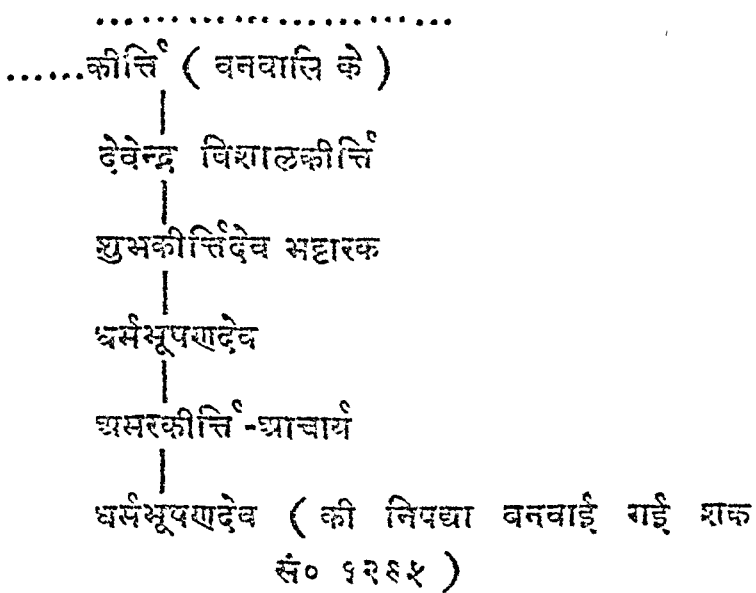 ........................
......कीर्त्ति ( वनवासि के )
देवेन्द्र विशालकीर्त्ति
शुभकीर्त्तिदेव भट्टारक
धर्मभूषणदेव
अमरकीर्त्ति-आचार्य
धर्मभूषणदेव ( की निषद्या बनवाई गई शक
सं० १२९५ )